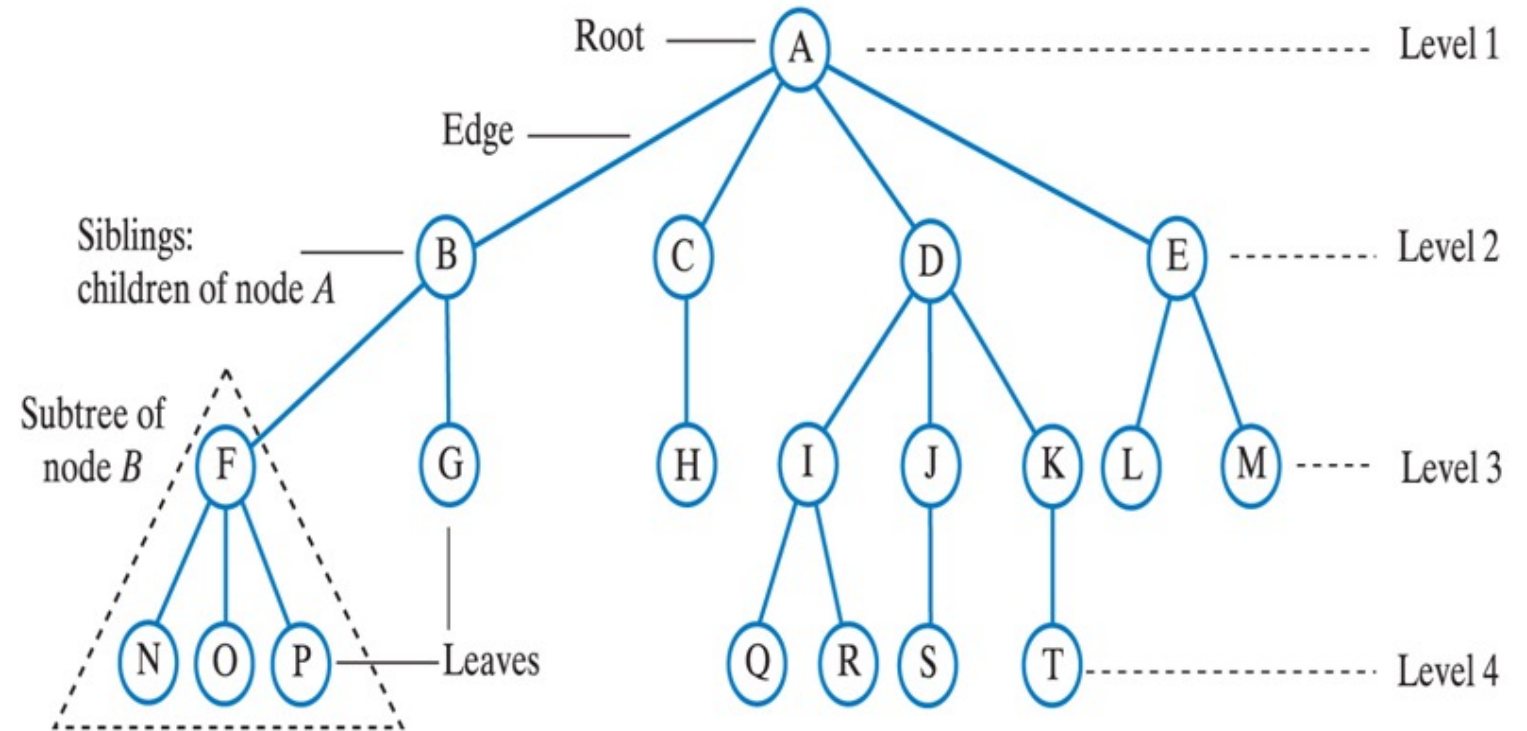 Root
A
Level 1
Edge
Siblings:
children of node A
B
C
D
E
Level 2
Subtree of
node B
F
G
H
I
J
K
L
M
Level 3
N
O
P
Leaves
Q
R
S
T
Level 4